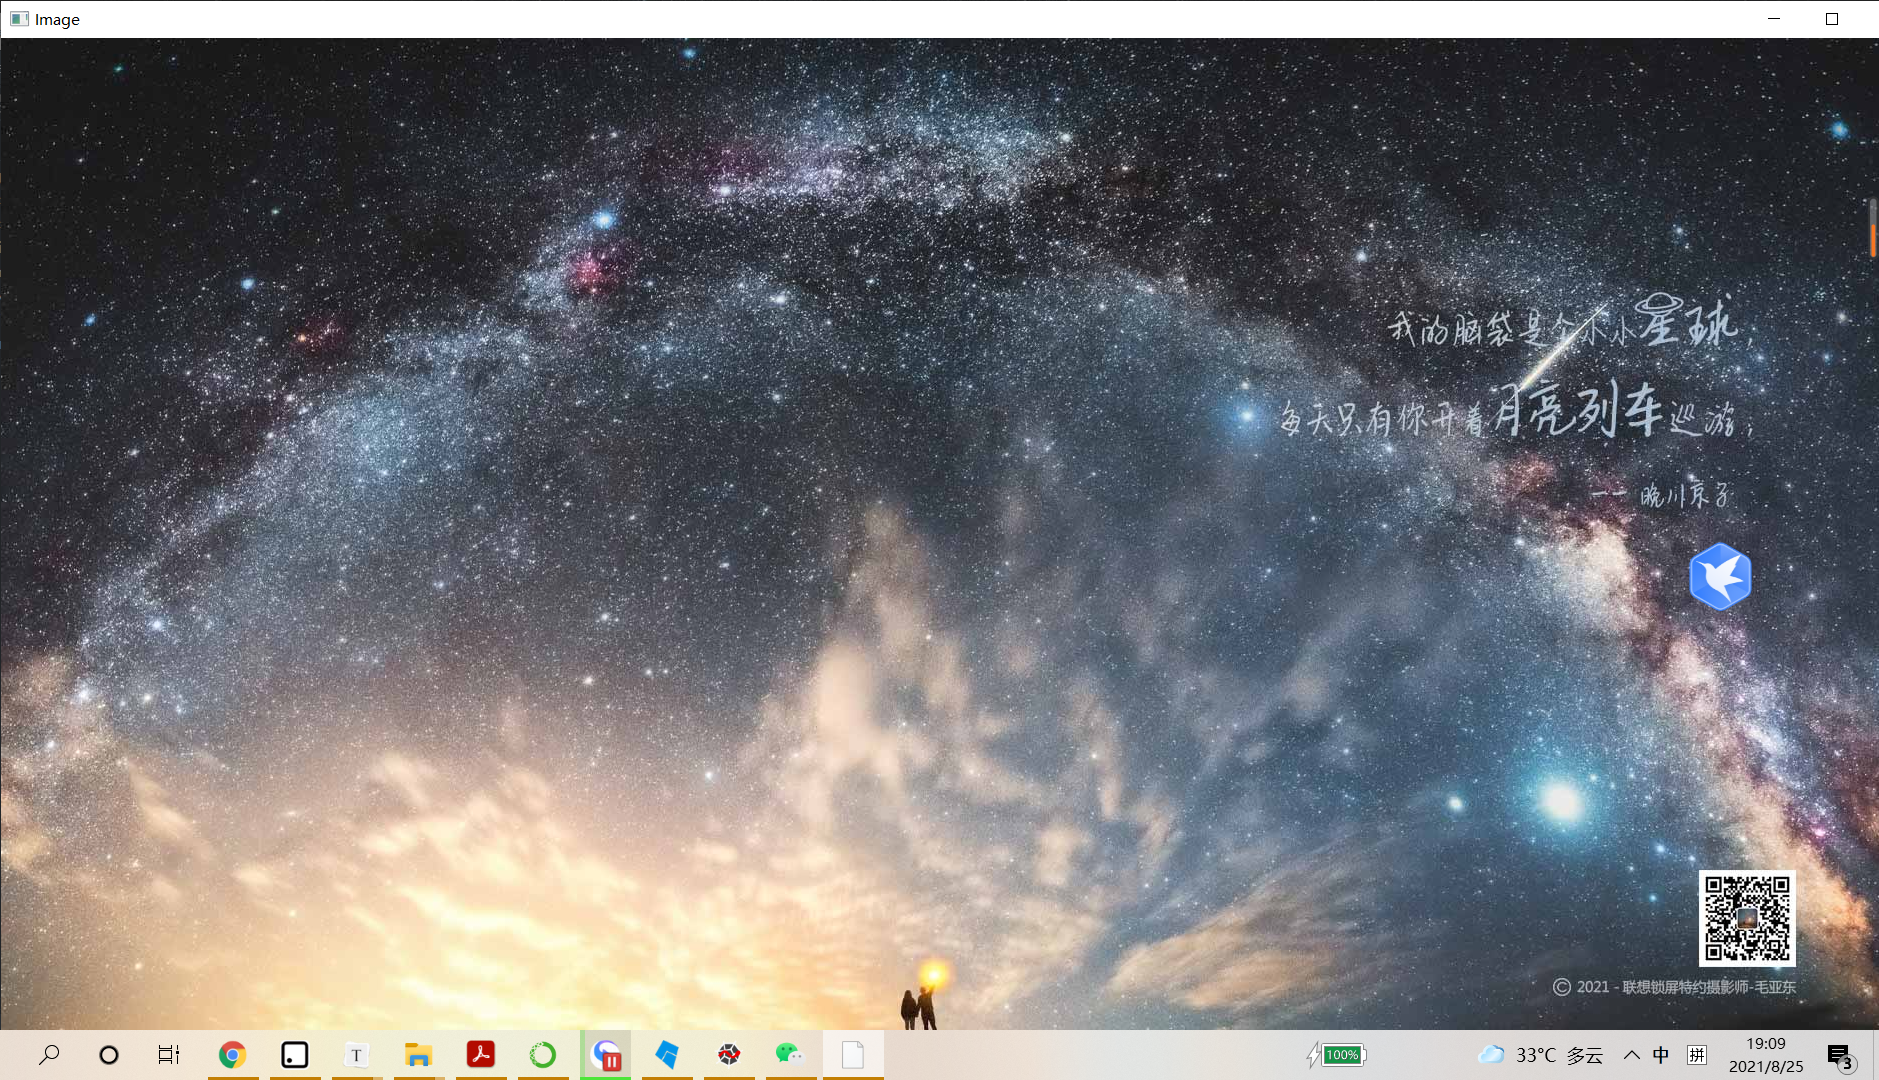 Image
我的脑袋是个小小星球，
每天只有你开着月亮列车巡游；
—— 晚川京子
© 2021 - 联想锁屏特约摄影师-毛亚东
T
100%
33°C 多云
中
拼
19:09
2021/8/25
3